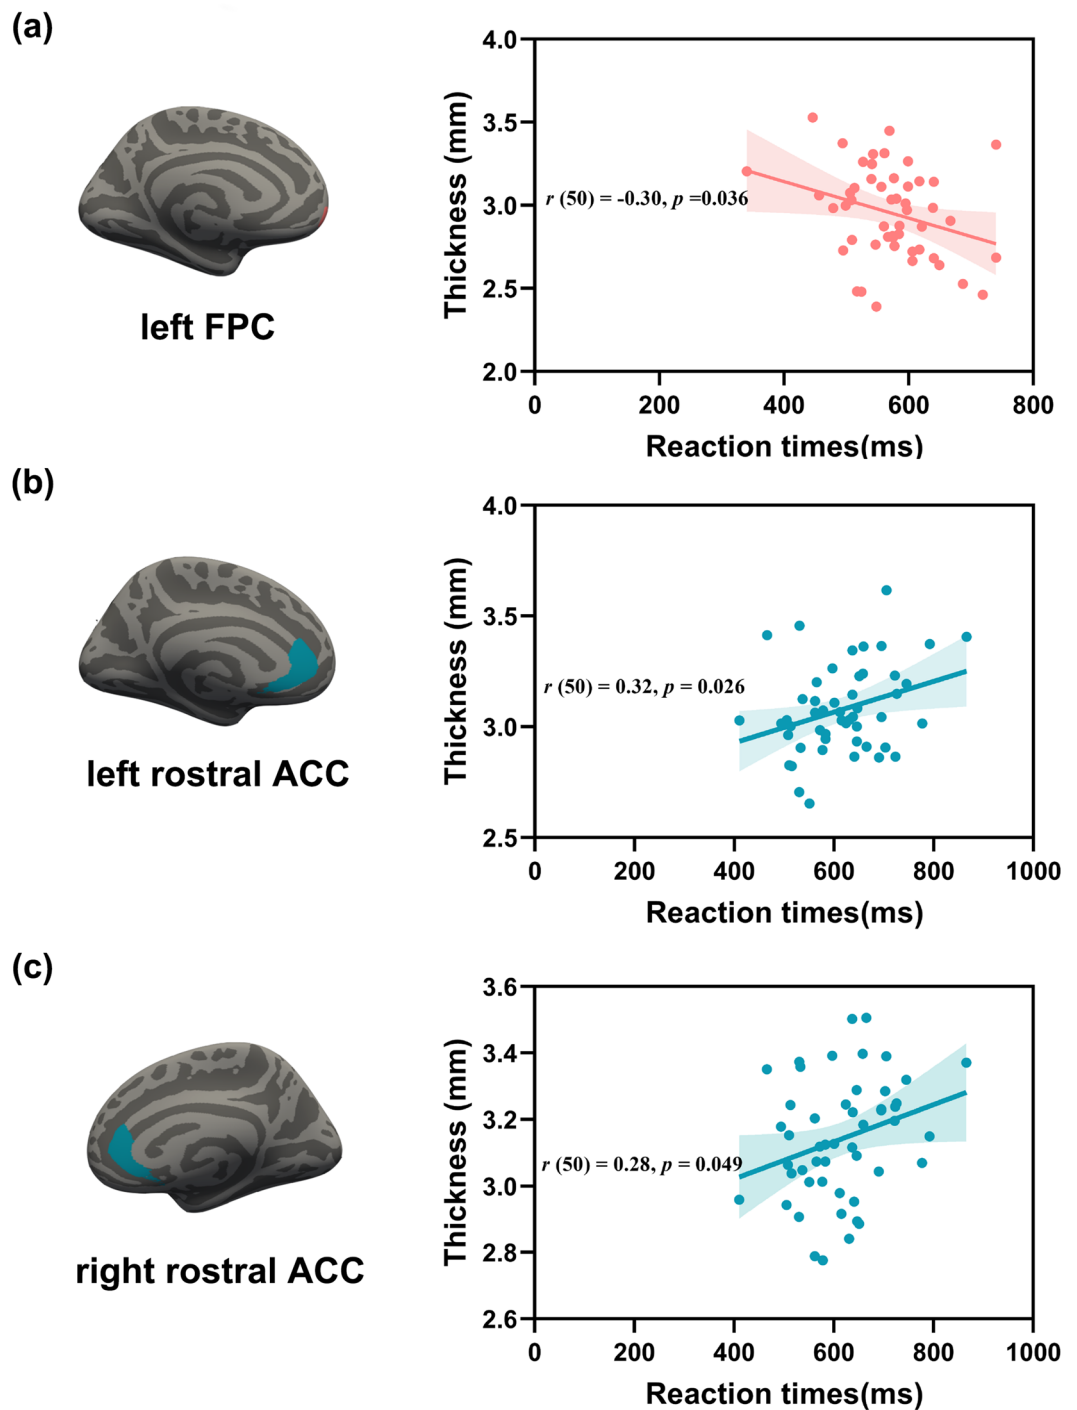 (a)
4.0
3.5
3.0
2.5
2.0
Thickness (mm)
r (50) = -0.30, p =0.036
0 200 400 600 800
Reaction times(ms)
left FPC
(b)
4.0
3.5
3.0
2.5
Thickness (mm)
r (50) = 0.32, p = 0.026
0 200 400 600 800 1000
Reaction times(ms)
left rostral ACC
(c)
3.6
3.4
3.2
3.0
2.8
2.6
Thickness (mm)
r (50) = 0.28, p = 0.049
0 200 400 600 800 1000
Reaction times(ms)
right rostral ACC